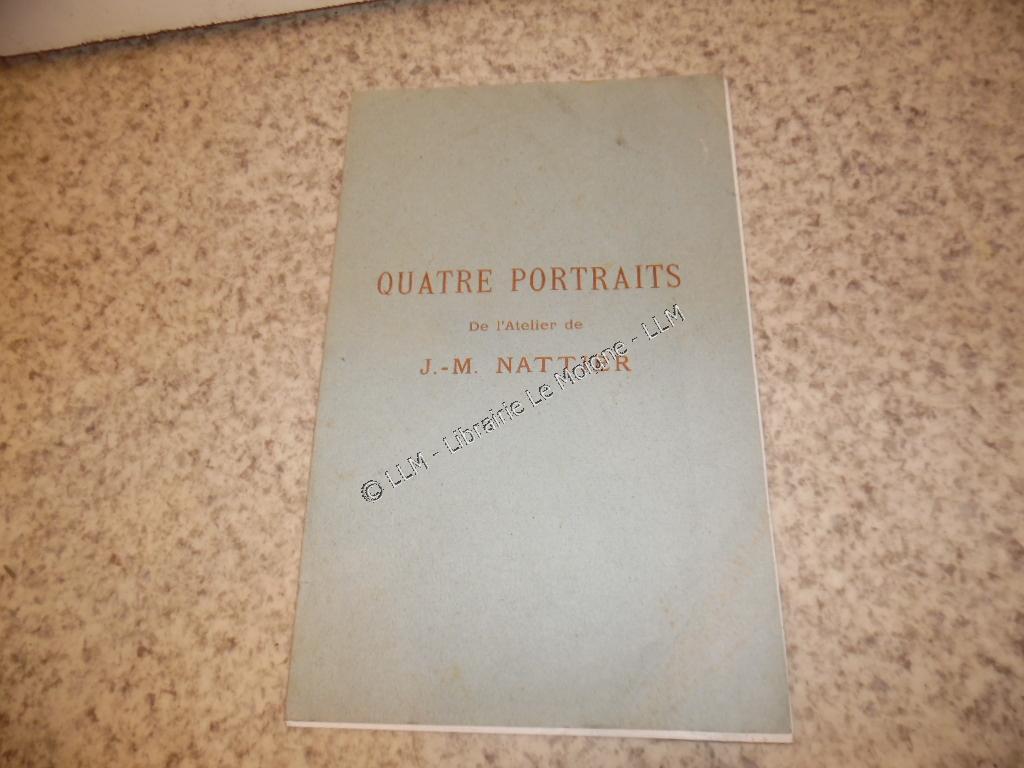 QUATRE PORTRAITS
De l'Atelier de
J.-M. NATTIER
© LLM - Librairie Le Moigne - LLM